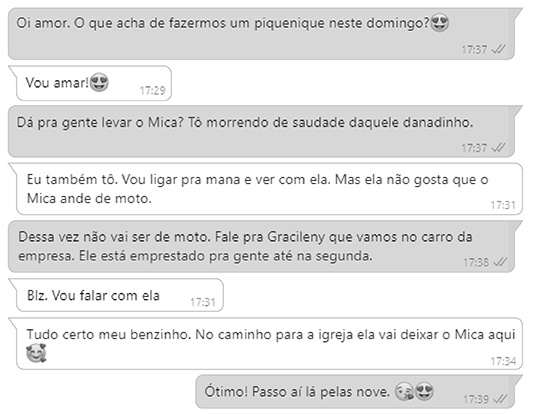 Oi amor. O que acha de fazermos um piquenique neste domingo?😍
17:37
Vou amar!😍
17:29
Dá pra gente levar o Mica? Tô morrendo de saudade daquele danadinho.
17:37
Eu também tô. Vou ligar pra mana e ver com ela. Mas ela não gosta que o
Mica ande de moto.
17:31
Dessa vez não vai ser de moto. Fale pra Gracileny que vamos no carro da
empresa. Ele está emprestado pra gente até na segunda.
17:38
Blz. Vou falar com ela
17:31
Tudo certo meu benzinho. No caminho para a igreja ela vai deixar o Mica aqui
🥰
17:34
Ótimo! Passo aí lá pelas nove. 😘😍
17:39